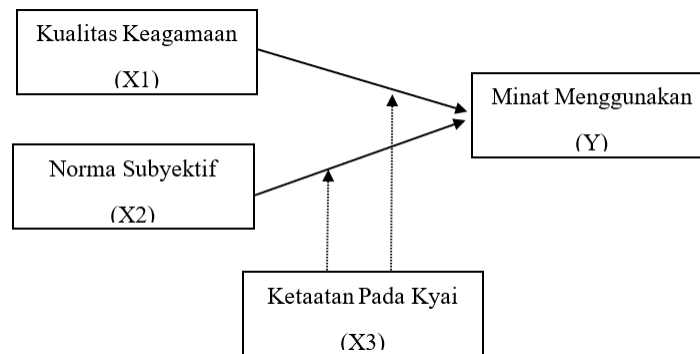 Kualitas Keagamaan
(X1)
Minat Menggunakan
(Y)
Norma Subyektif
(X2)
Ketaatan Pada Kyai
(X3)